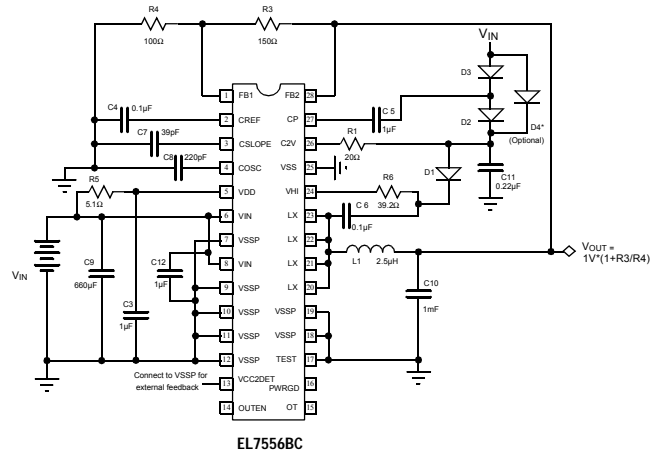 R4
100Ω
R3
150Ω
VIN
D3
D2
D4*
(Optional)
C4 0.1µF
C7 39pF
C8 220pF
R5
5.1Ω
VIN
C9
660µF
C3
1µF
C12
1µF
1 FB1 FB2 28
2 CREF CP 27
3 CSLOPE C2V 26
4 COSC VSS 25
5 VDD VHI 24
6 VIN LX 23
7 VSSP LX 22
8 VIN LX 21
9 VSSP LX 20
10 VSSP VSSP 19
11 VSSP VSSP 18
12 VSSP TEST 17
13 VCC2DET PWRGD 16
14 OUTEN OT 15
C 5
1µF
R1
20Ω
D1
C11
0.22µF
R6
39.2Ω
C 6
0.1µF
L1 2.5µH
C10
1mF
VOUT =
1V*(1+R3/R4)
Connect to VSSP for
external feedback
EL7556BC